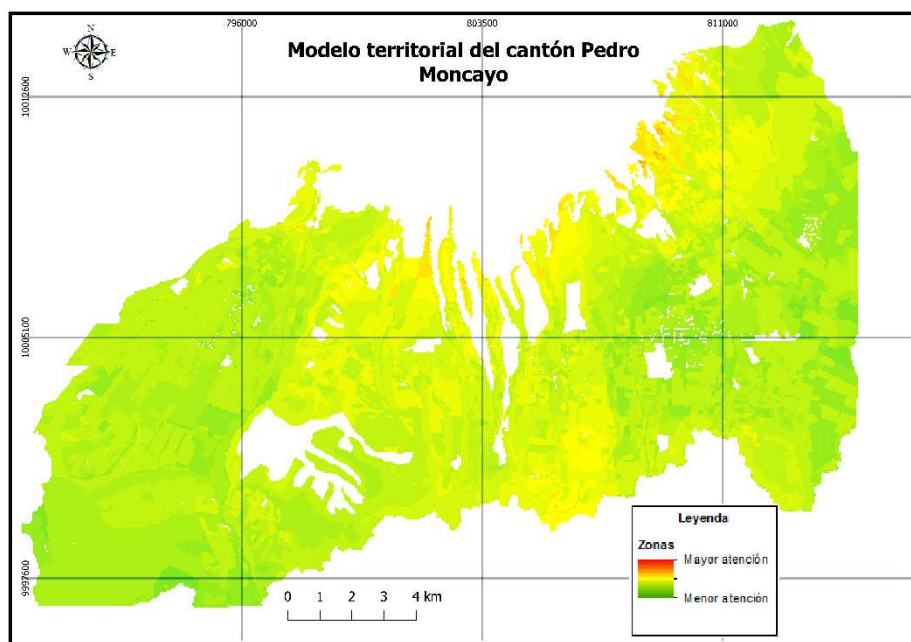 796000
803500
811000
Modelo territorial del cantón Pedro
Moncayo
N
W
E
S
10012600
10005100
9997600
Leyenda
Zonas
Mayor atención
Menor atención
0 1 2 3 4 km